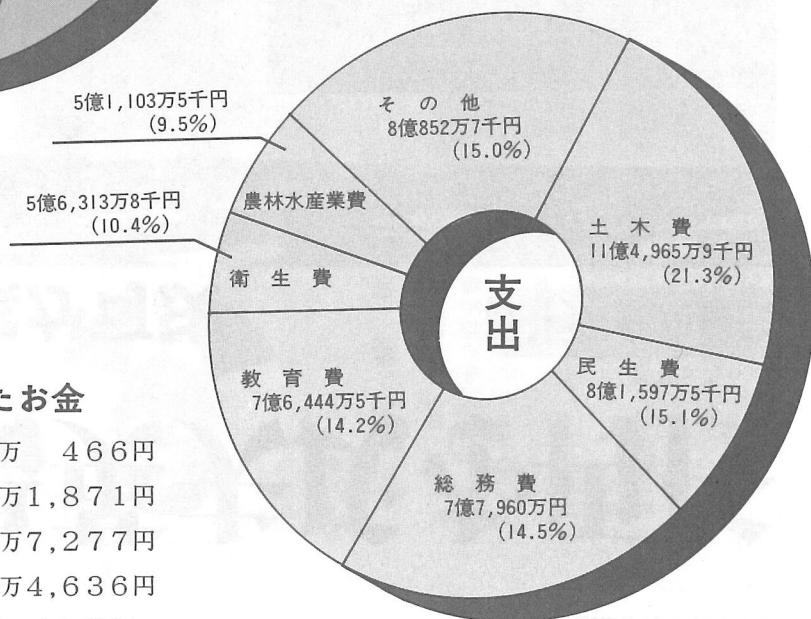 5億1,103万5千円
(9.5%)
5億6,313万8千円
(10.4%)
その他
8億852万7千円
(15.0%)
農林水産業費
衛生費
土木費
11億4,965万9千円
(21.3%)
支出
民生費
8億1,597万5千円
(15.1%)
教育費
7億6,444万5千円
(14.2%)
総務費
7億7,960万円
(14.5%)
たお金
万 466円
万1,871円
万7,277円
万4,636円